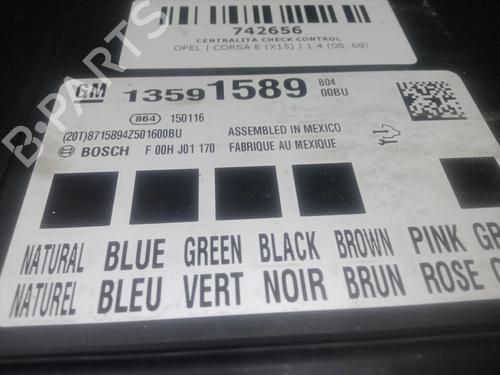 742656
CENTRALITA CHECK CONTROL
OPEL | CORSA E (X15) | 1.4 (08, 68)
GM 13591589 B04
00BU
864 150116
(20T)8715894Z501600BU ASSEMBLED IN MEXICO
BOSCH F 00H J01 170 FABRIQUE AU MEXIQUE
NATURAL BLUE GREEN BLACK BROWN PINK GR
NATUREL BLEU VERT NOIR BRUN ROSE
B-PARTS